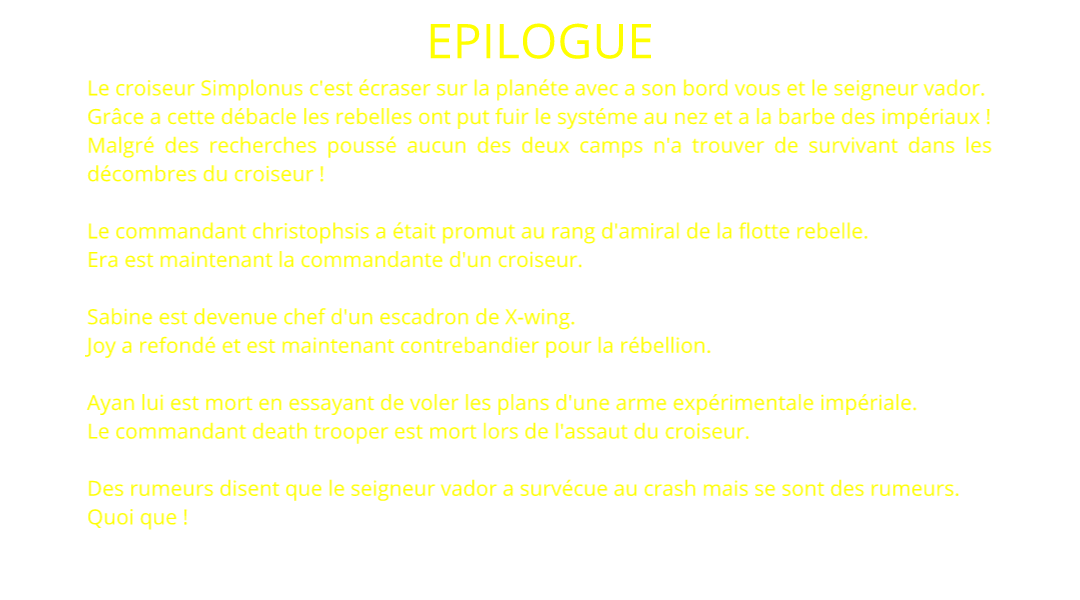 EPILOGUE
Le croiseur Simplonus c'est écraser sur la planéte avec a son bord vous et le seigneur vador.
Grâce a cette débacle les rebelles ont put fuir le systéme au nez et a la barbe des impériaux !
Malgré des recherches poussé aucun des deux camps n'a trouver de survivant dans les
décombres du croiseur !
Le commandant christophsis a était promut au rang d'amiral de la flotte rebelle.
Era est maintenant la commandante d'un croiseur.
Sabine est devenue chef d'un escadron de X-wing.
Joy a refondé et est maintenant contrebandier pour la rébellion.
Ayan lui est mort en essayant de voler les plans d'une arme expérimentale impériale.
Le commandant death trooper est mort lors de l'assaut du croiseur.
Des rumeurs disent que le seigneur vador a survécue au crash mais se sont des rumeurs.
Quoi que !